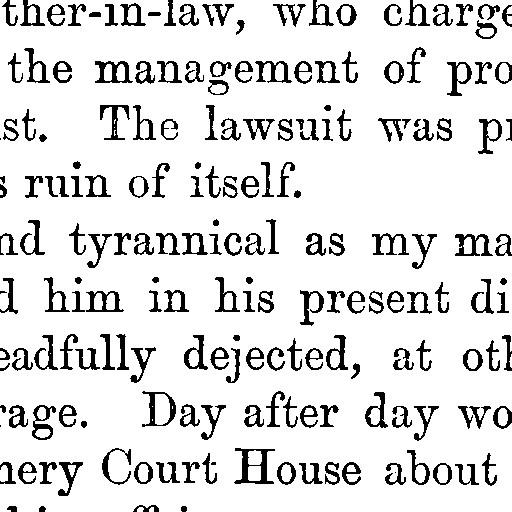 ther-in-law, who charge
the management of pro
st. The lawsuit was pr
s ruin of itself.
nd tyrannical as my ma
d him in his present di
eadfully dejected, at oth
rage. Day after day wo
nery Court House about